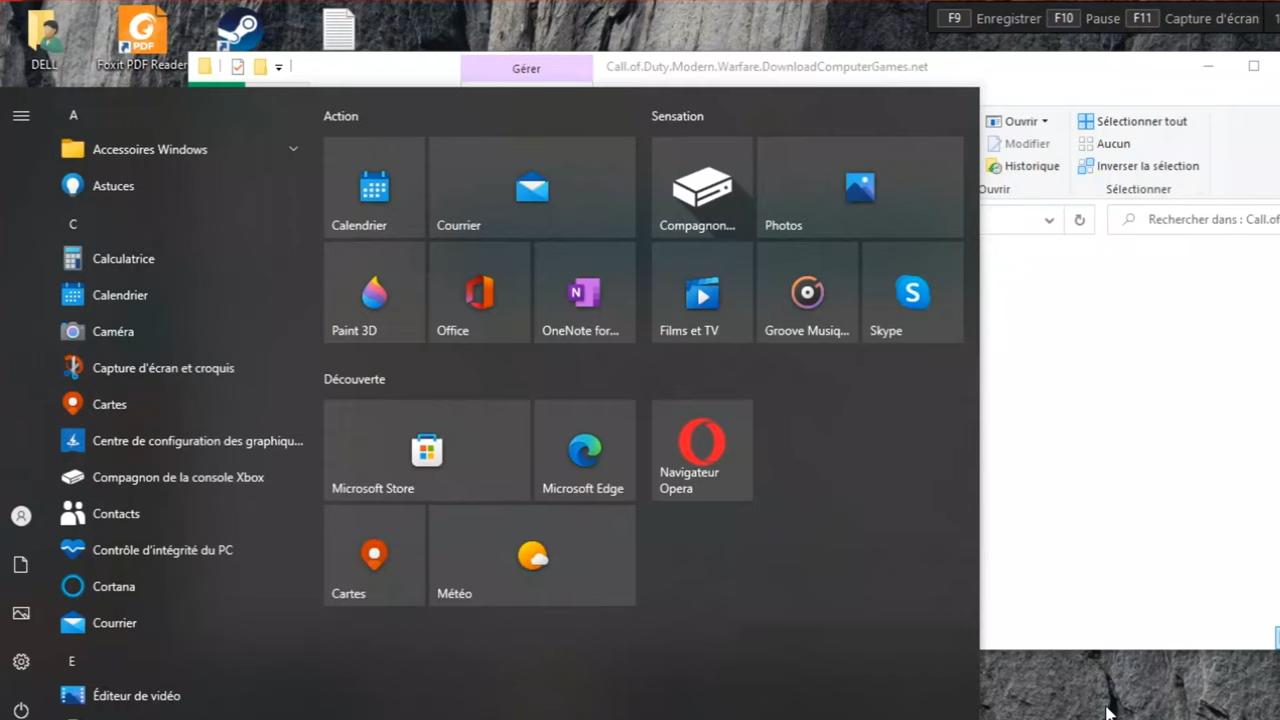 F9 Enregistrer F10 Pause F11 Capture d'écran
DELL
PDF
Foxit PDF Reader
Gérer
Call.of.Duty.Modern.Warfare.DownloadComputerGames.net
Ouvrir
Modifier
Historique
Ouvrir
Sélectionner tout
Aucun
Inverser la sélection
Sélectionner
Rechercher dans : Call.of
A
Accessoires Windows
Astuces
C
Calculatrice
Calendrier
Caméra
Capture d'écran et croquis
Cartes
Centre de configuration des graphiqu...
Compagnon de la console Xbox
Contacts
Contrôle d'intégrité du PC
Cortana
Courrier
E
Éditeur de vidéo
Action
Calendrier
Courrier
Paint 3D
Office
N
OneNote for...
Sensation
Compagnon...
Photos
Films et TV
Groove Musiq...
S
Skype
Découverte
Microsoft Store
Microsoft Edge
Navigateur
Opera
Cartes
Météo